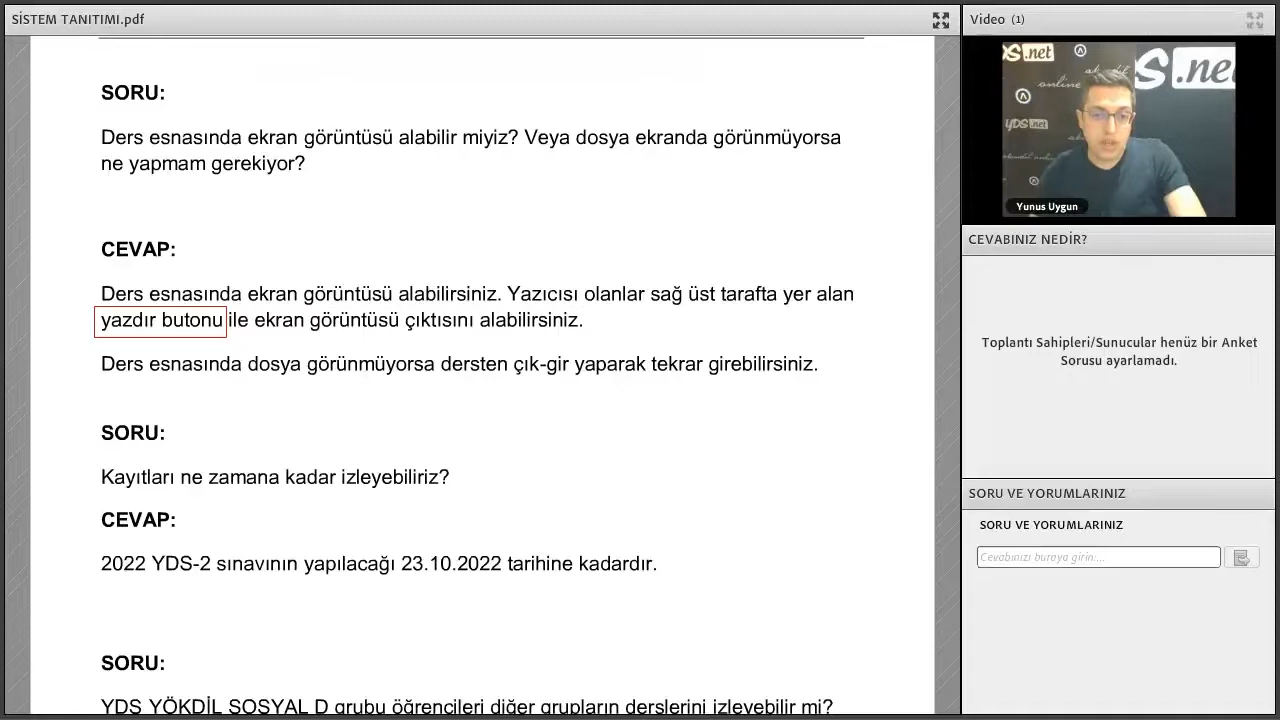 SİSTEM TANITIMI.pdf
SORU:
Ders esnasında ekran görüntüsü alabilir miyiz? Veya dosya ekranda görünmüyorsa
ne yapmam gerekiyor?
CEVAP:
Ders esnasında ekran görüntüsü alabilirsiniz. Yazıcısı olanlar sağ üst tarafta yer alan
yazdır butonu ile ekran görüntüsü çıktısını alabilirsiniz.
Ders esnasında dosya görünmüyorsa dersten çık-gir yaparak tekrar girebilirsiniz.
SORU:
Kayıtları ne zamana kadar izleyebiliriz?
CEVAP:
2022 YDS-2 sınavının yapılacağı 23.10.2022 tarihine kadardır.
SORU:
YDS YÖKDİL SOSYAL D grubu öğrencileri diğer grupların derslerini izleyebilir mi?
Video (1)
online
YDS.net
Yunus Uygun
CEVABINIZ NEDİR?
Toplantı Sahipleri/Sunucular henüz bir Anket
Sorusu ayarlamadı.
SORU VE YORUMLARINIZ
SORU VE YORUMLARINIZ
Cevabınızı buraya girin:...